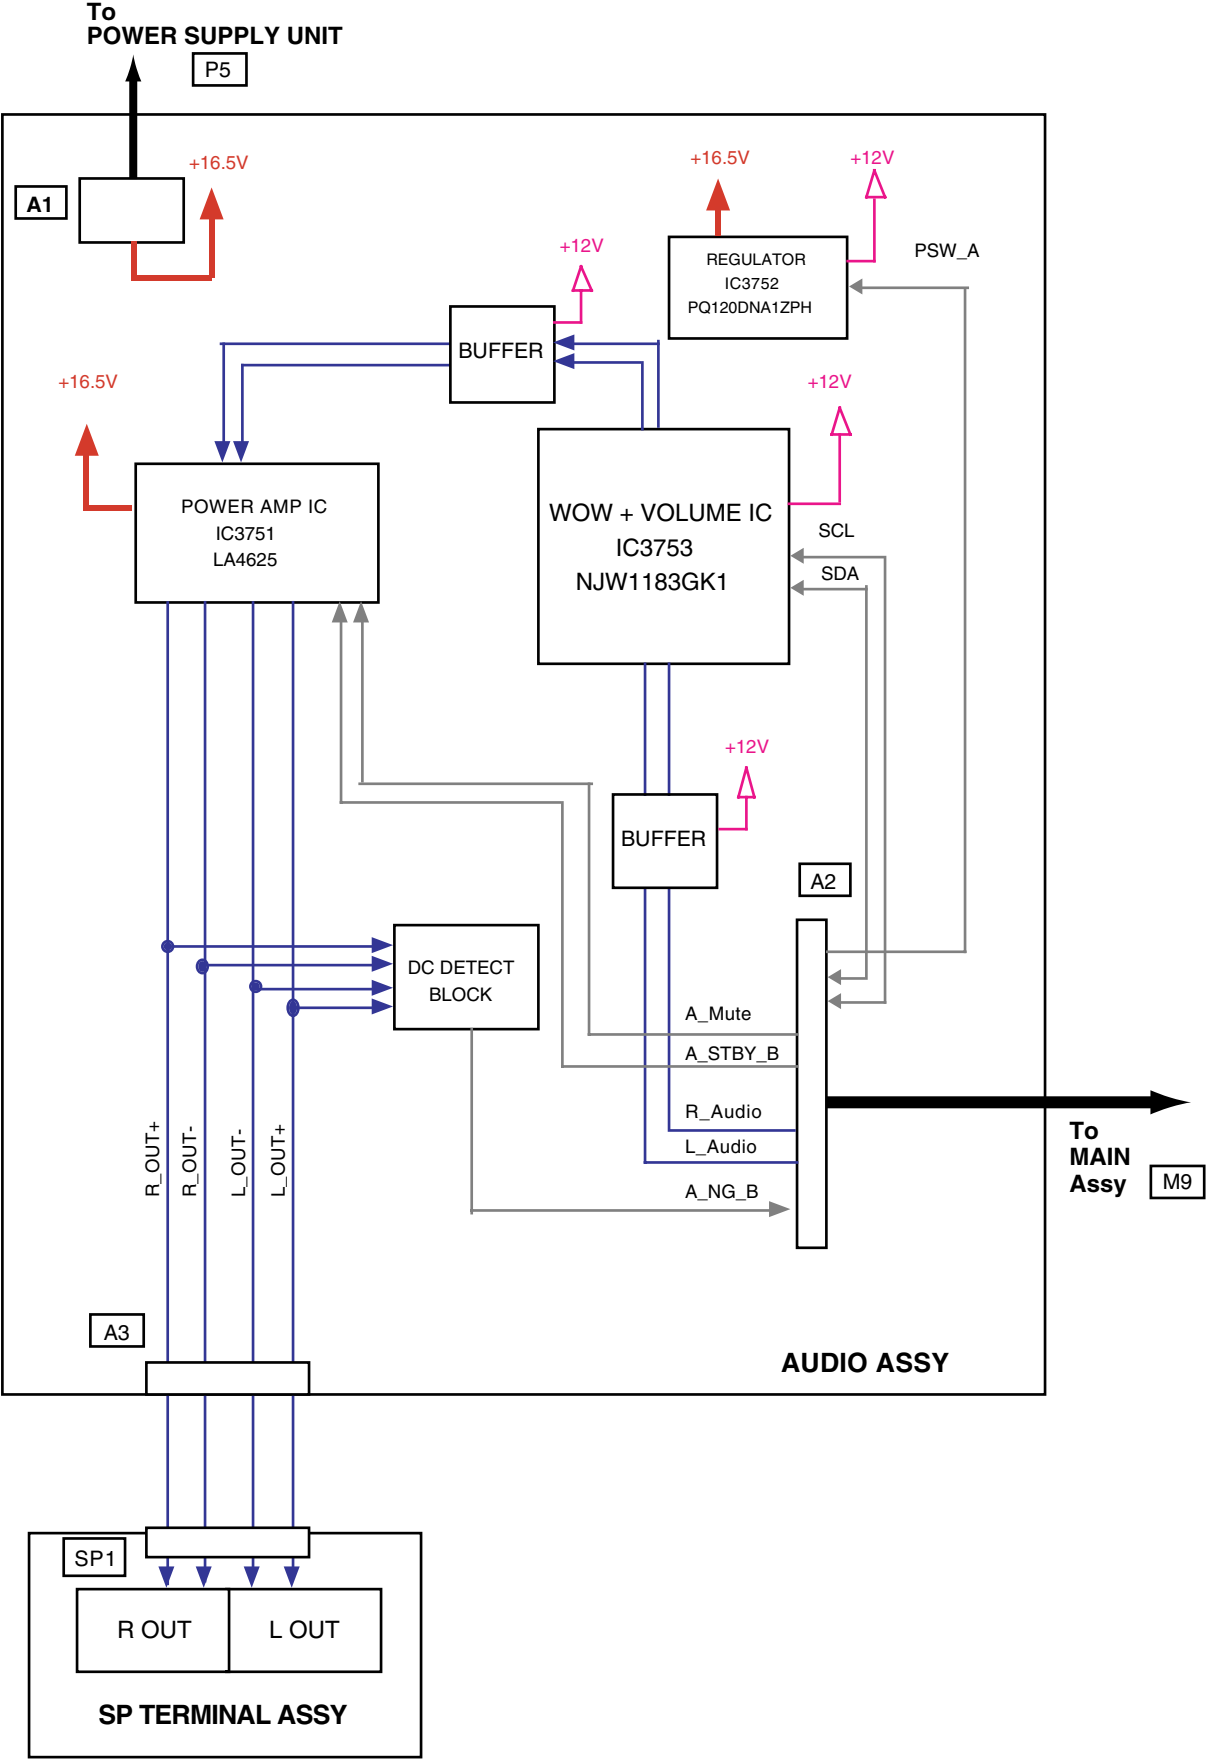 To
POWER SUPPLY UNIT
P5
+16.5V
A1
+16.5V
+12V
PSW_A
REGULATOR
IC3752
PQ120DNA1ZPH
+12V
BUFFER
+16.5V
+12V
POWER AMP IC
IC3751
LA4625
WOW + VOLUME IC
IC3753
NJW1183GK1
SCL
SDA
+12V
BUFFER
A2
DC DETECT
BLOCK
A_Mute
A_STBY_B
R_Audio
L_Audio
A_NG_B
R_OUT+
R_OUT-
L_OUT-
L_OUT+
To
MAIN
Assy
M9
A3
AUDIO ASSY
SP1
R OUT
L OUT
SP TERMINAL ASSY